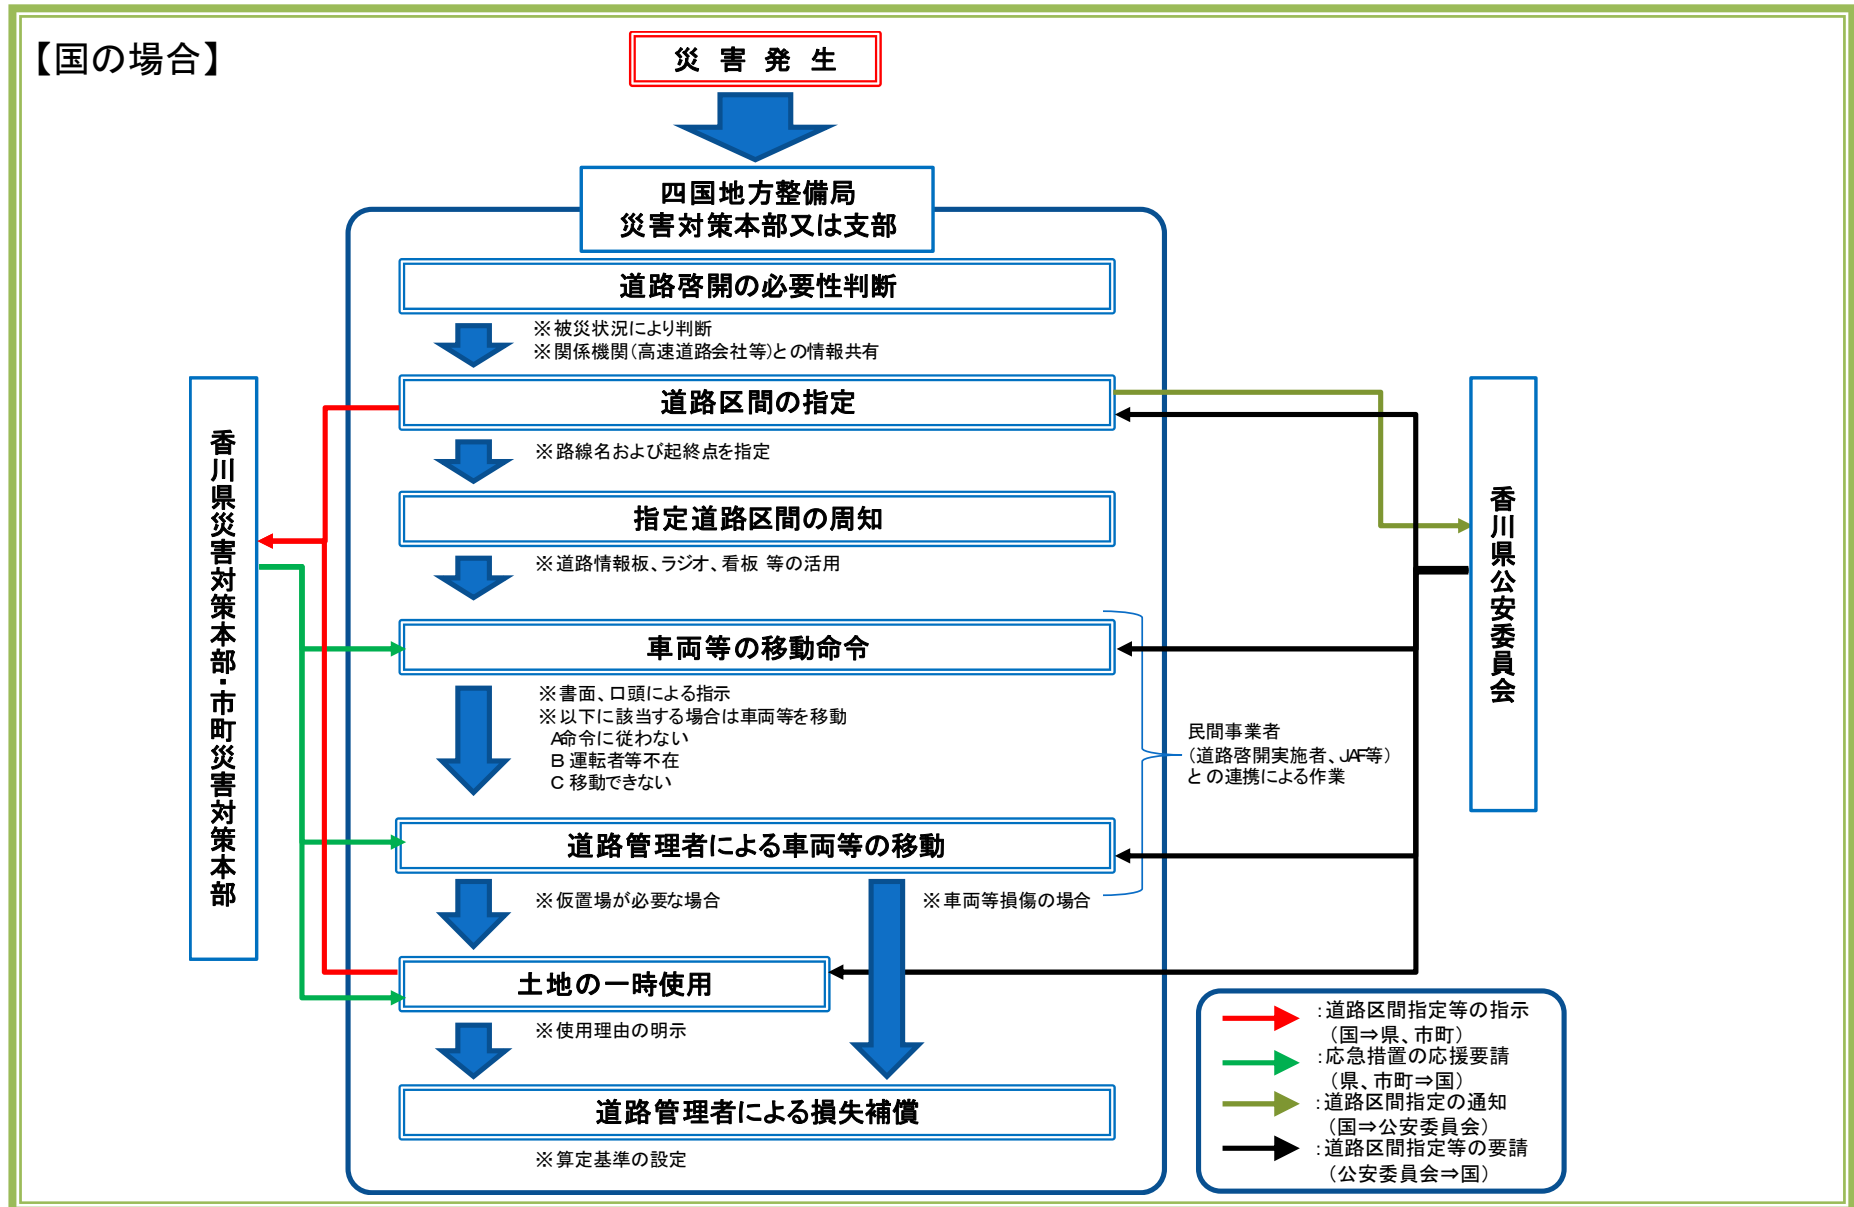 【国の場合】
災害発生
四国地方整備局
災害対策本部又は支部
道路啓開の必要性判断
※被災状況により判断
※関係機関(高速道路会社等)との情報共有
道路区間の指定
※路線名および起終点を指定
指定道路区間の周知
※道路情報板、ラジオ、看板 等の活用
車両等の移動命令
※書面、口頭による指示
※以下に該当する場合は車両等を移動
A命令に従わない
B 運転者等不在
C 移動できない
民間事業者
(道路啓開実施者、JAF等)
との連携による作業
道路管理者による車両等の移動
※仮置場が必要な場合
※車両等損傷の場合
土地の一時使用
※使用理由の明示
道路管理者による損失補償
※算定基準の設定
香川県災害対策本部・市町災害対策本部
香川県公安委員会
:道路区間指定等の指示
(国⇒県、市町)
:応急措置の応援要請
(県、市町⇒国)
:道路区間指定の通知
(国⇒公安委員会)
:道路区間指定等の要請
(公安委員会⇒国)